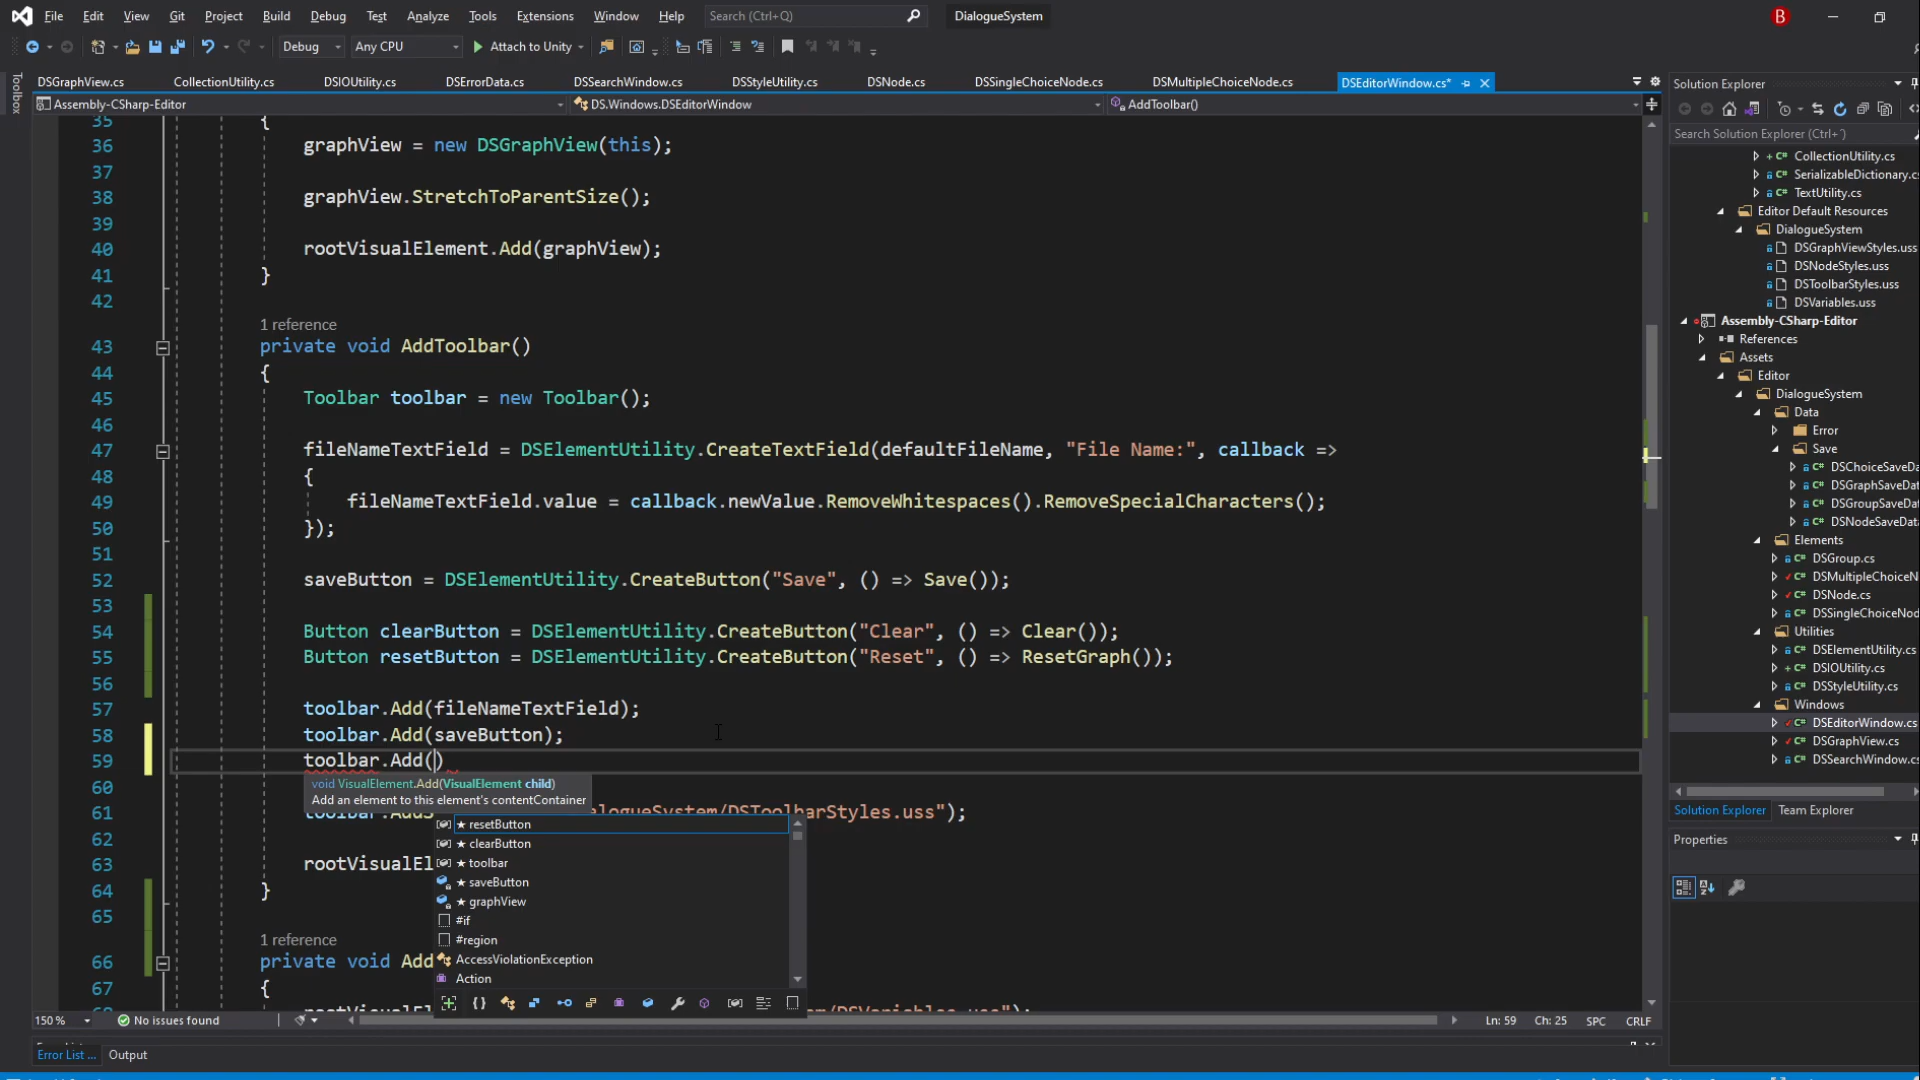 File Edit View Git Project Build Debug Test Analyze Tools Extensions Window Help Search (Ctrl+Q) DialogueSystem B
Debug Any CPU Attach to Unity
Toolbox
DSGraphView.cs CollectionUtility.cs DSIOUtility.cs DSErrorData.cs DSSearchWindow.cs DSStyleUtility.cs DSNode.cs DSSingleChoiceNode.cs DSMultipleChoiceNode.cs DSEditorWindow.cs*
Assembly-CSharp-Editor DS.Windows.DSEditorWindow AddToolbar()
35 {
36 graphView = new DSGraphView(this);
37
38 graphView.StretchToParentSize();
39
40 rootVisualElement.Add(graphView);
41 }
42
1 reference
43 private void AddToolbar()
44 {
45 Toolbar toolbar = new Toolbar();
46
47 fileNameTextField = DSElementUtility.CreateTextField(defaultFileName, "File Name:", callback =>
48 {
49 fileNameTextField.value = callback.newValue.RemoveWhitespaces().RemoveSpecialCharacters();
50 });
51
52 saveButton = DSElementUtility.CreateButton("Save", () => Save());
53
54 Button clearButton = DSElementUtility.CreateButton("Clear", () => Clear());
55 Button resetButton = DSElementUtility.CreateButton("Reset", () => ResetGraph());
56
57 toolbar.Add(fileNameTextField);
58 toolbar.Add(saveButton);
59 toolbar.Add()
void VisualElement.Add(VisualElement child)
Add an element to this element's contentContainer
60
61 alogueSystem/DSToolbarStyles.uss");
62
63 rootVisualEl
64 }
65
1 reference
66 private void Add
67 {
resetButton
clearButton
toolbar
saveButton
graphView
#if
#region
AccessViolationException
Action
150 % No issues found Ln: 59 Ch: 25 SPC CRLF
Error List ... Output
Solution Explorer
Search Solution Explorer (Ctrl+')
CollectionUtility.cs
SerializableDictionary.cs
TextUtility.cs
Editor Default Resources
DialogueSystem
DSGraphViewStyles.uss
DSNodeStyles.uss
DSToolbarStyles.uss
DSVariables.uss
Assembly-CSharp-Editor
References
Assets
Editor
DialogueSystem
Data
Error
Save
DSChoiceSaveDa
DSGraphSaveDat
DSGroupSaveDat
DSNodeSaveData
Elements
DSGroup.cs
DSMultipleChoiceN
DSNode.cs
DSSingleChoiceNod
Utilities
DSElementUtility.cs
DSIOUtility.cs
DSStyleUtility.cs
Windows
DSEditorWindow.cs
DSGraphView.cs
DSSearchWindow.cs
Solution Explorer Team Explorer
Properties